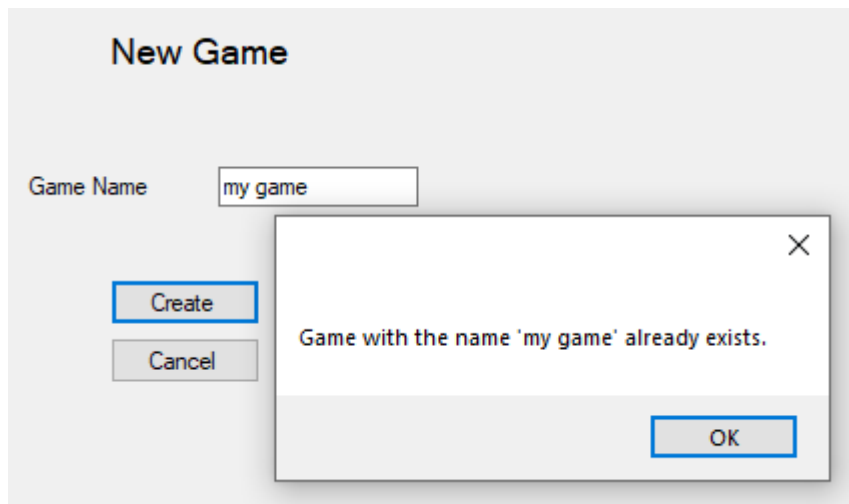 New Game
Game Name
my game
Create
Cancel
Game with the name 'my game' already exists.
OK